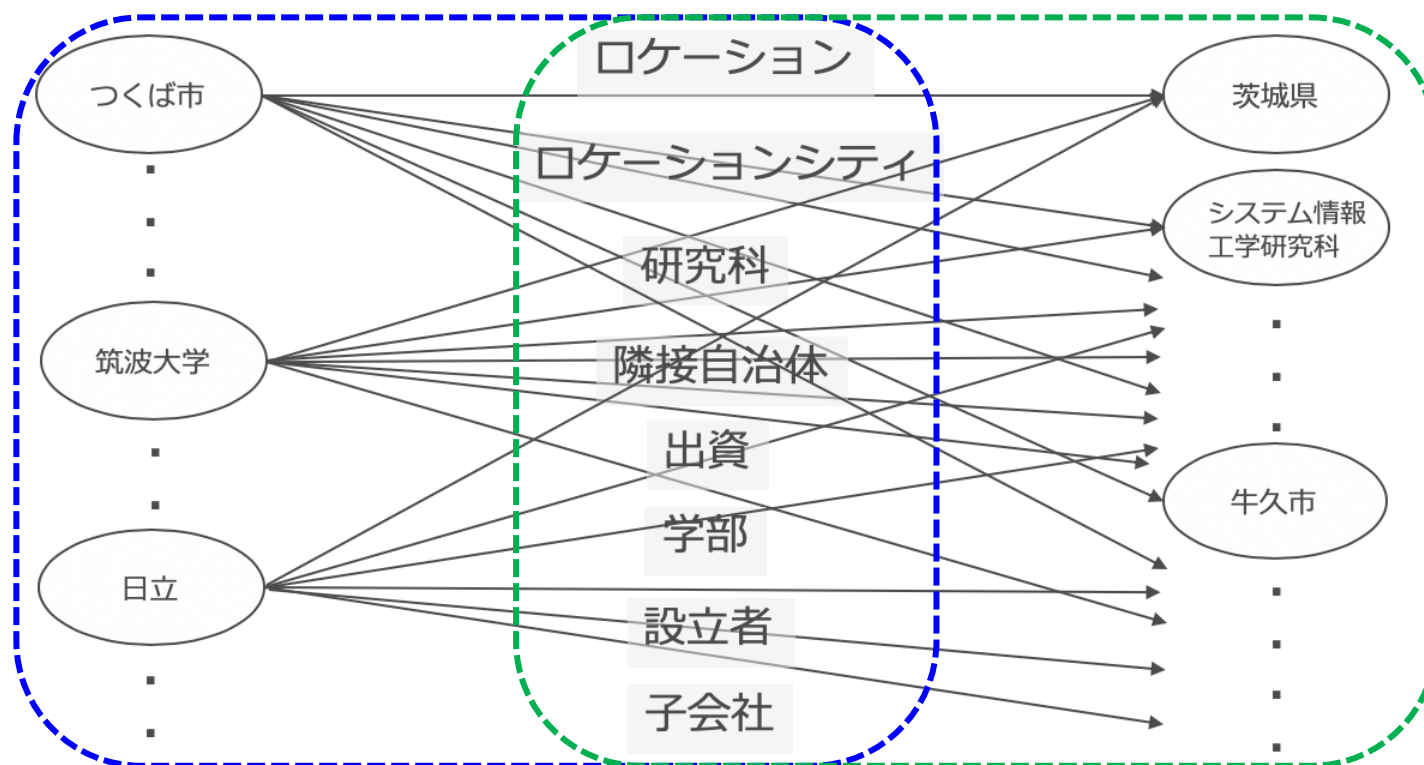 ロケーション
つくば市
茨城県
ロケーションシティ
システム情報
工学研究科
研究科
筑波大学
隣接自治体
出資
牛久市
学部
日立
設立者
子会社